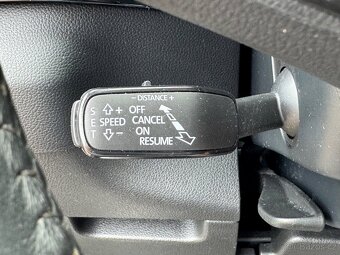 − DISTANCE +
S + OFF
E SPEED CANCEL
T − ON
RESUME